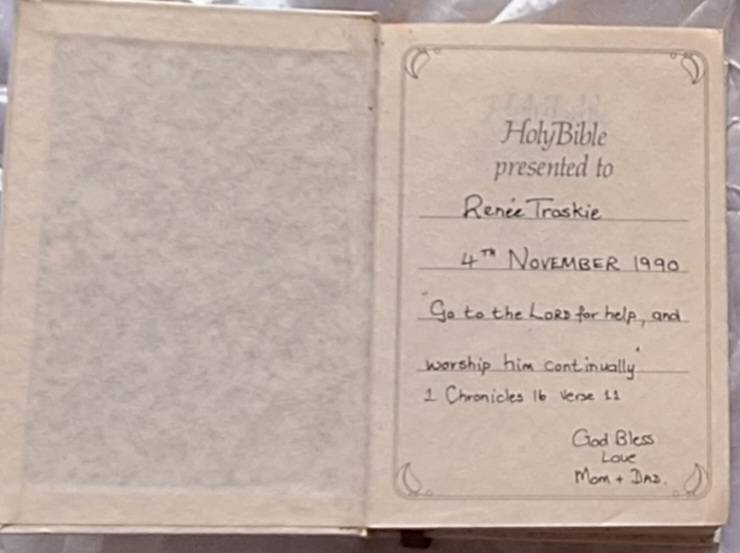 Holy Bible
presented to
Renée Traskie
4TH NOVEMBER 1990
"Go to the LORD for help, and
worship him continually"
1 Chronicles 16 verse 11
God Bless
Love
Mom + DAD.